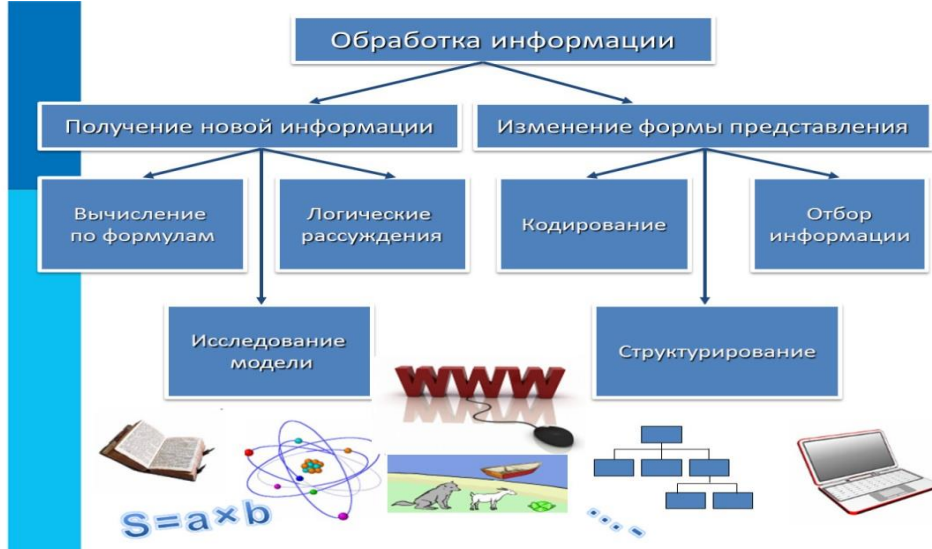 Обработка информации
Получение новой информации
Изменение формы представления
Вычисление
по формулам
Логические
рассуждения
Кодирование
Отбор
информации
Исследование
модели
Структурирование
www
S=a×b